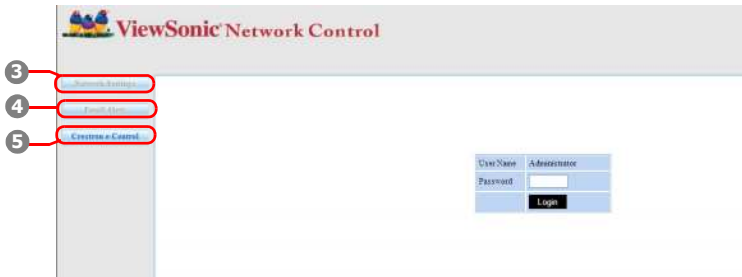 ViewSonic® Network Control
3
Network Settings
4
Email Alert
5
Crestron e-Control
User Name Administrator
Password
Login